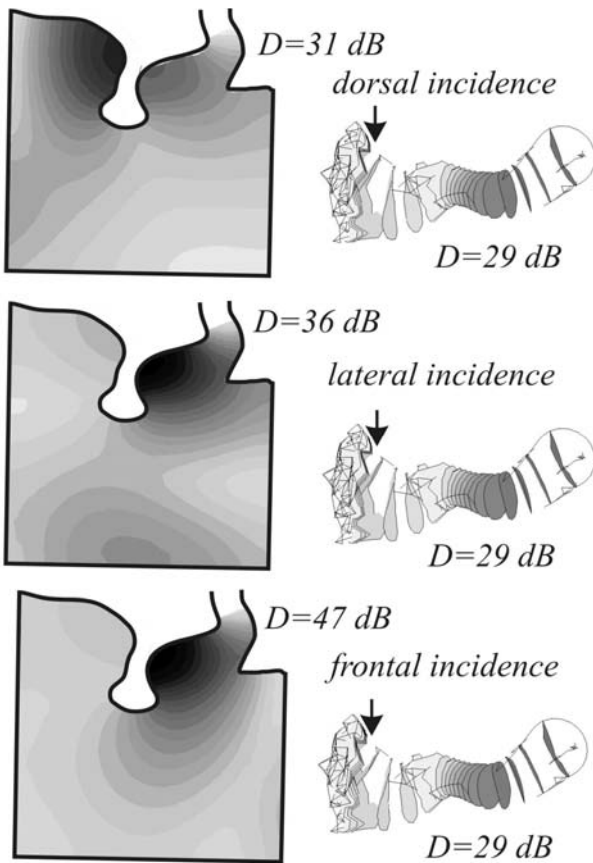 D=31 dB
dorsal incidence
D=29 dB
D=36 dB
lateral incidence
D=29 dB
D=47 dB
frontal incidence
D=29 dB